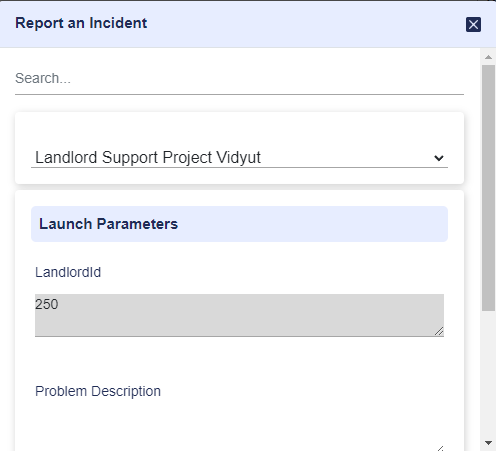 Report an Incident
Search...
Landlord Support Project Vidyut
Launch Parameters
LandlordId
250
Problem Description